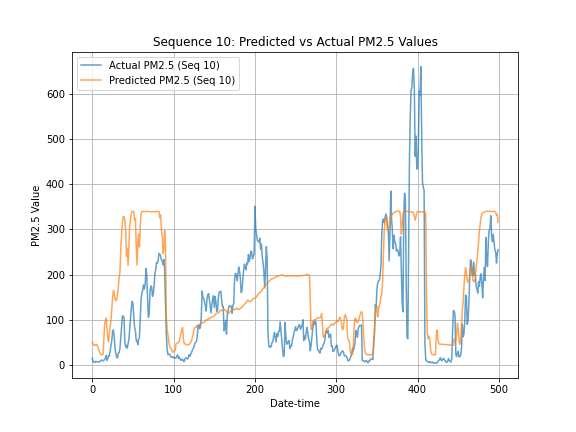 Sequence 10: Predicted vs Actual PM2.5 Values
Actual PM2.5 (Seq 10)
Predicted PM2.5 (Seq 10)
PM2.5 Value
600
500
400
300
200
100
0
0 100 200 300 400 500
Date-time